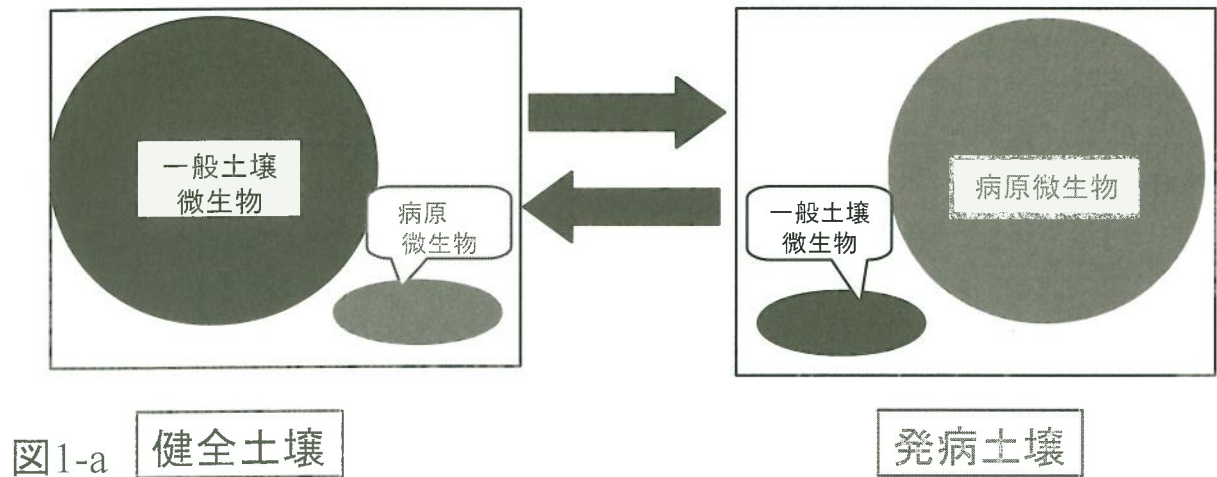 一般土壌
微生物
病原
微生物
一般土壌
微生物
病原微生物
図1-a
健全土壌
発病土壌